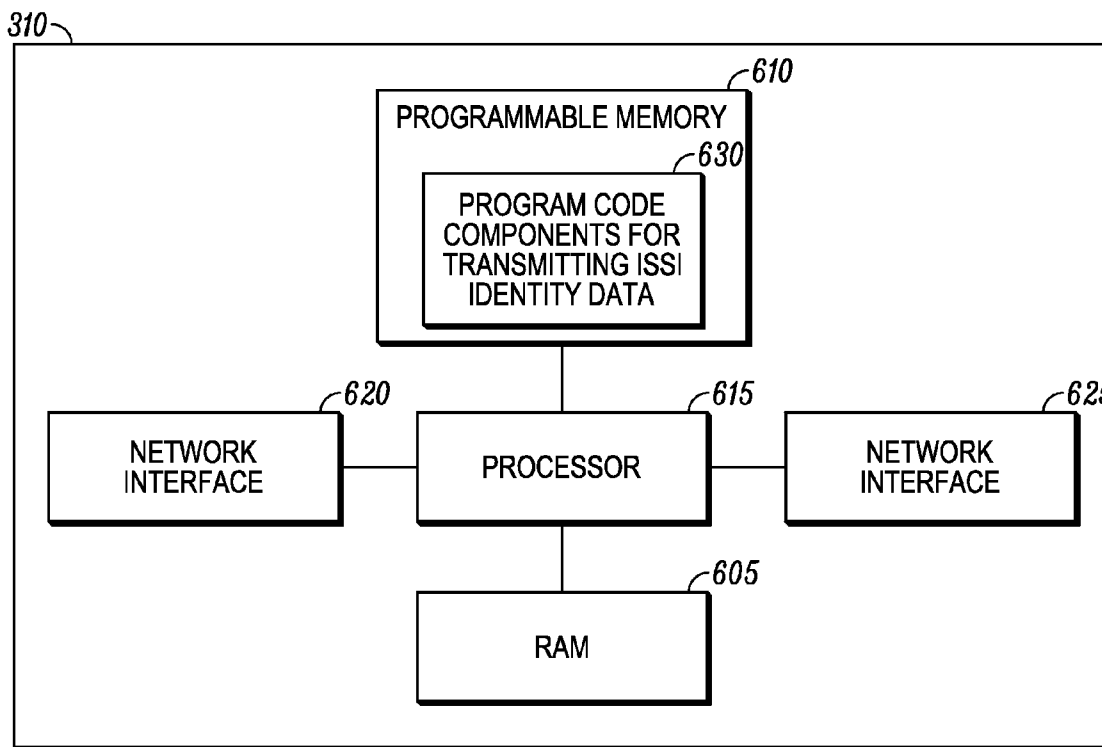 310
610
PROGRAMMABLE MEMORY
630
PROGRAM CODE
COMPONENTS FOR
TRANSMITTING ISSI
IDENTITY DATA
620
NETWORK
INTERFACE
615
PROCESSOR
625
NETWORK
INTERFACE
605
RAM